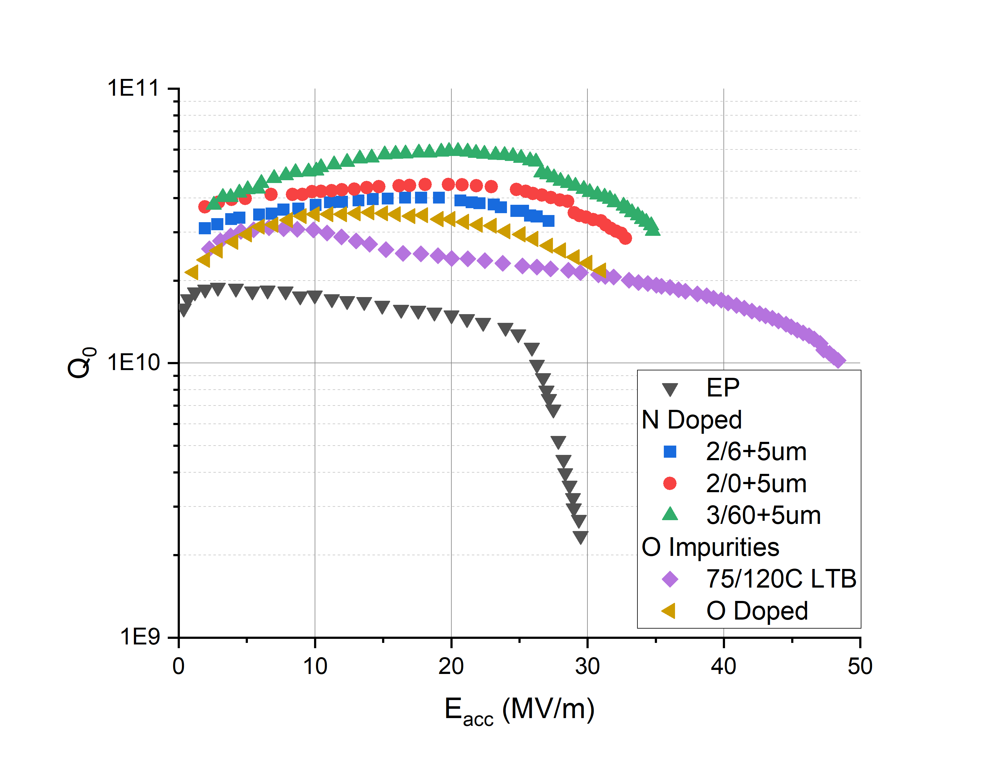 1E11
1E10
1E9
Q0
0 10 20 30 40 50
Eacc (MV/m)
EP
N Doped
2/6+5um
2/0+5um
3/60+5um
O Impurities
75/120C LTB
O Doped